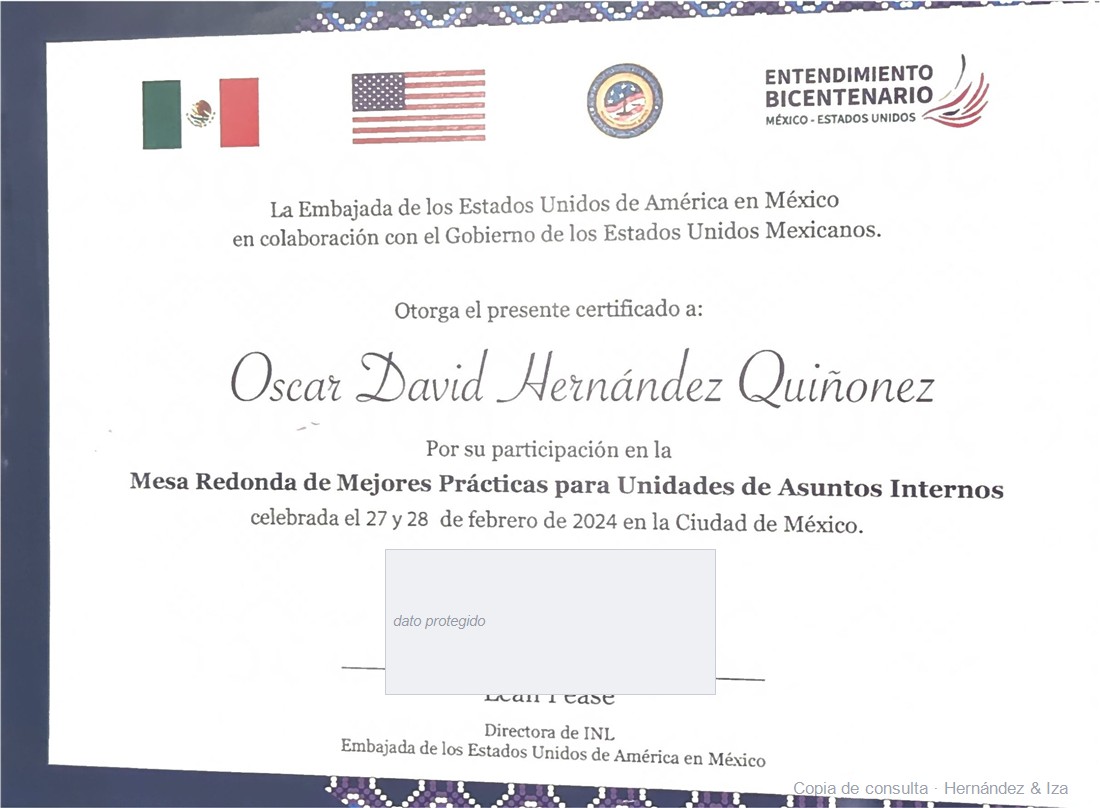 ENTENDIMIENTO
BICENTENARIO
MÉXICO - ESTADOS UNIDOS
La Embajada de los Estados Unidos de América en México
en colaboración con el Gobierno de los Estados Unidos Mexicanos.
Otorga el presente certificado a:
Oscar David Hernández Quiñonez
Por su participación en la
Mesa Redonda de Mejores Prácticas para Unidades de Asuntos Internos
celebrada el 27 y 28 de febrero de 2024 en la Ciudad de México.
dato protegido
Directora de INL
Embajada de los Estados Unidos de América en México
Copia de consulta · Hernández & Iza